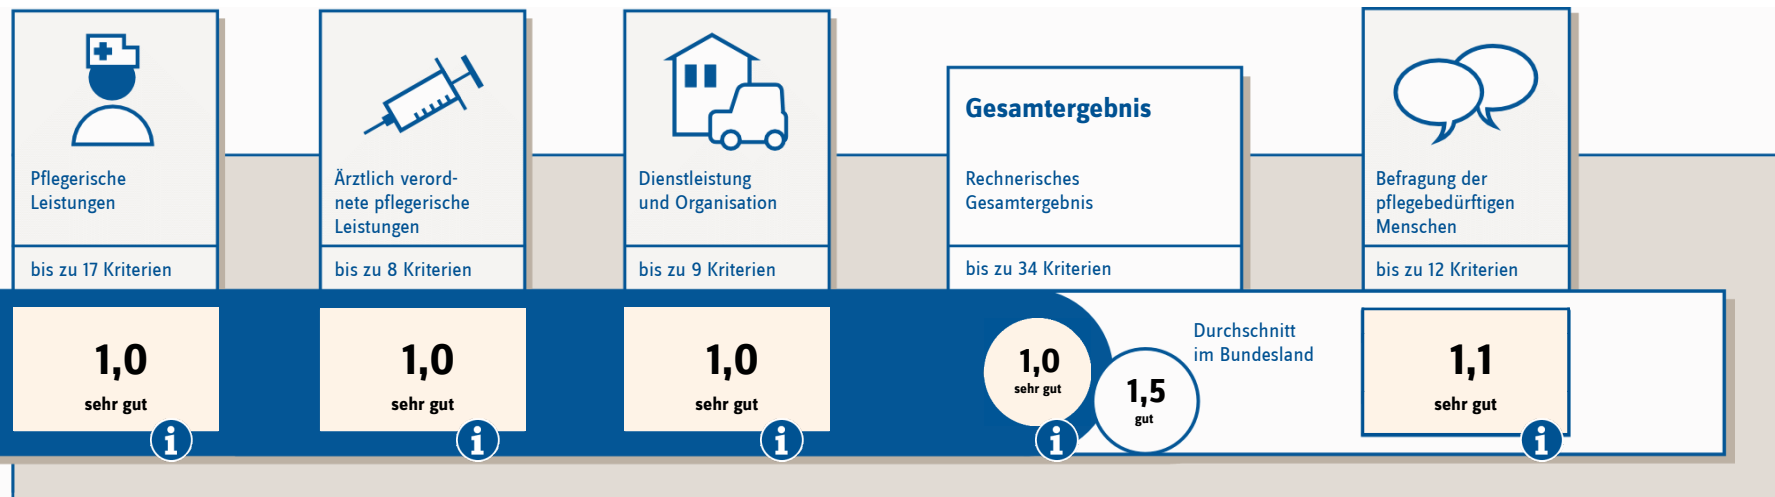 Pflegerische
Leistungen
bis zu 17 Kriterien
1,0
sehr gut
i
Ärztlich verord-
nete pflegerische
Leistungen
bis zu 8 Kriterien
1,0
sehr gut
i
Dienstleistung
und Organisation
bis zu 9 Kriterien
1,0
sehr gut
i
Gesamtergebnis
Rechnerisches
Gesamtergebnis
bis zu 34 Kriterien
1,0
sehr gut
i
1,5
gut
Durchschnitt
im Bundesland
Befragung der
pflegebedürftigen
Menschen
bis zu 12 Kriterien
1,1
sehr gut
i